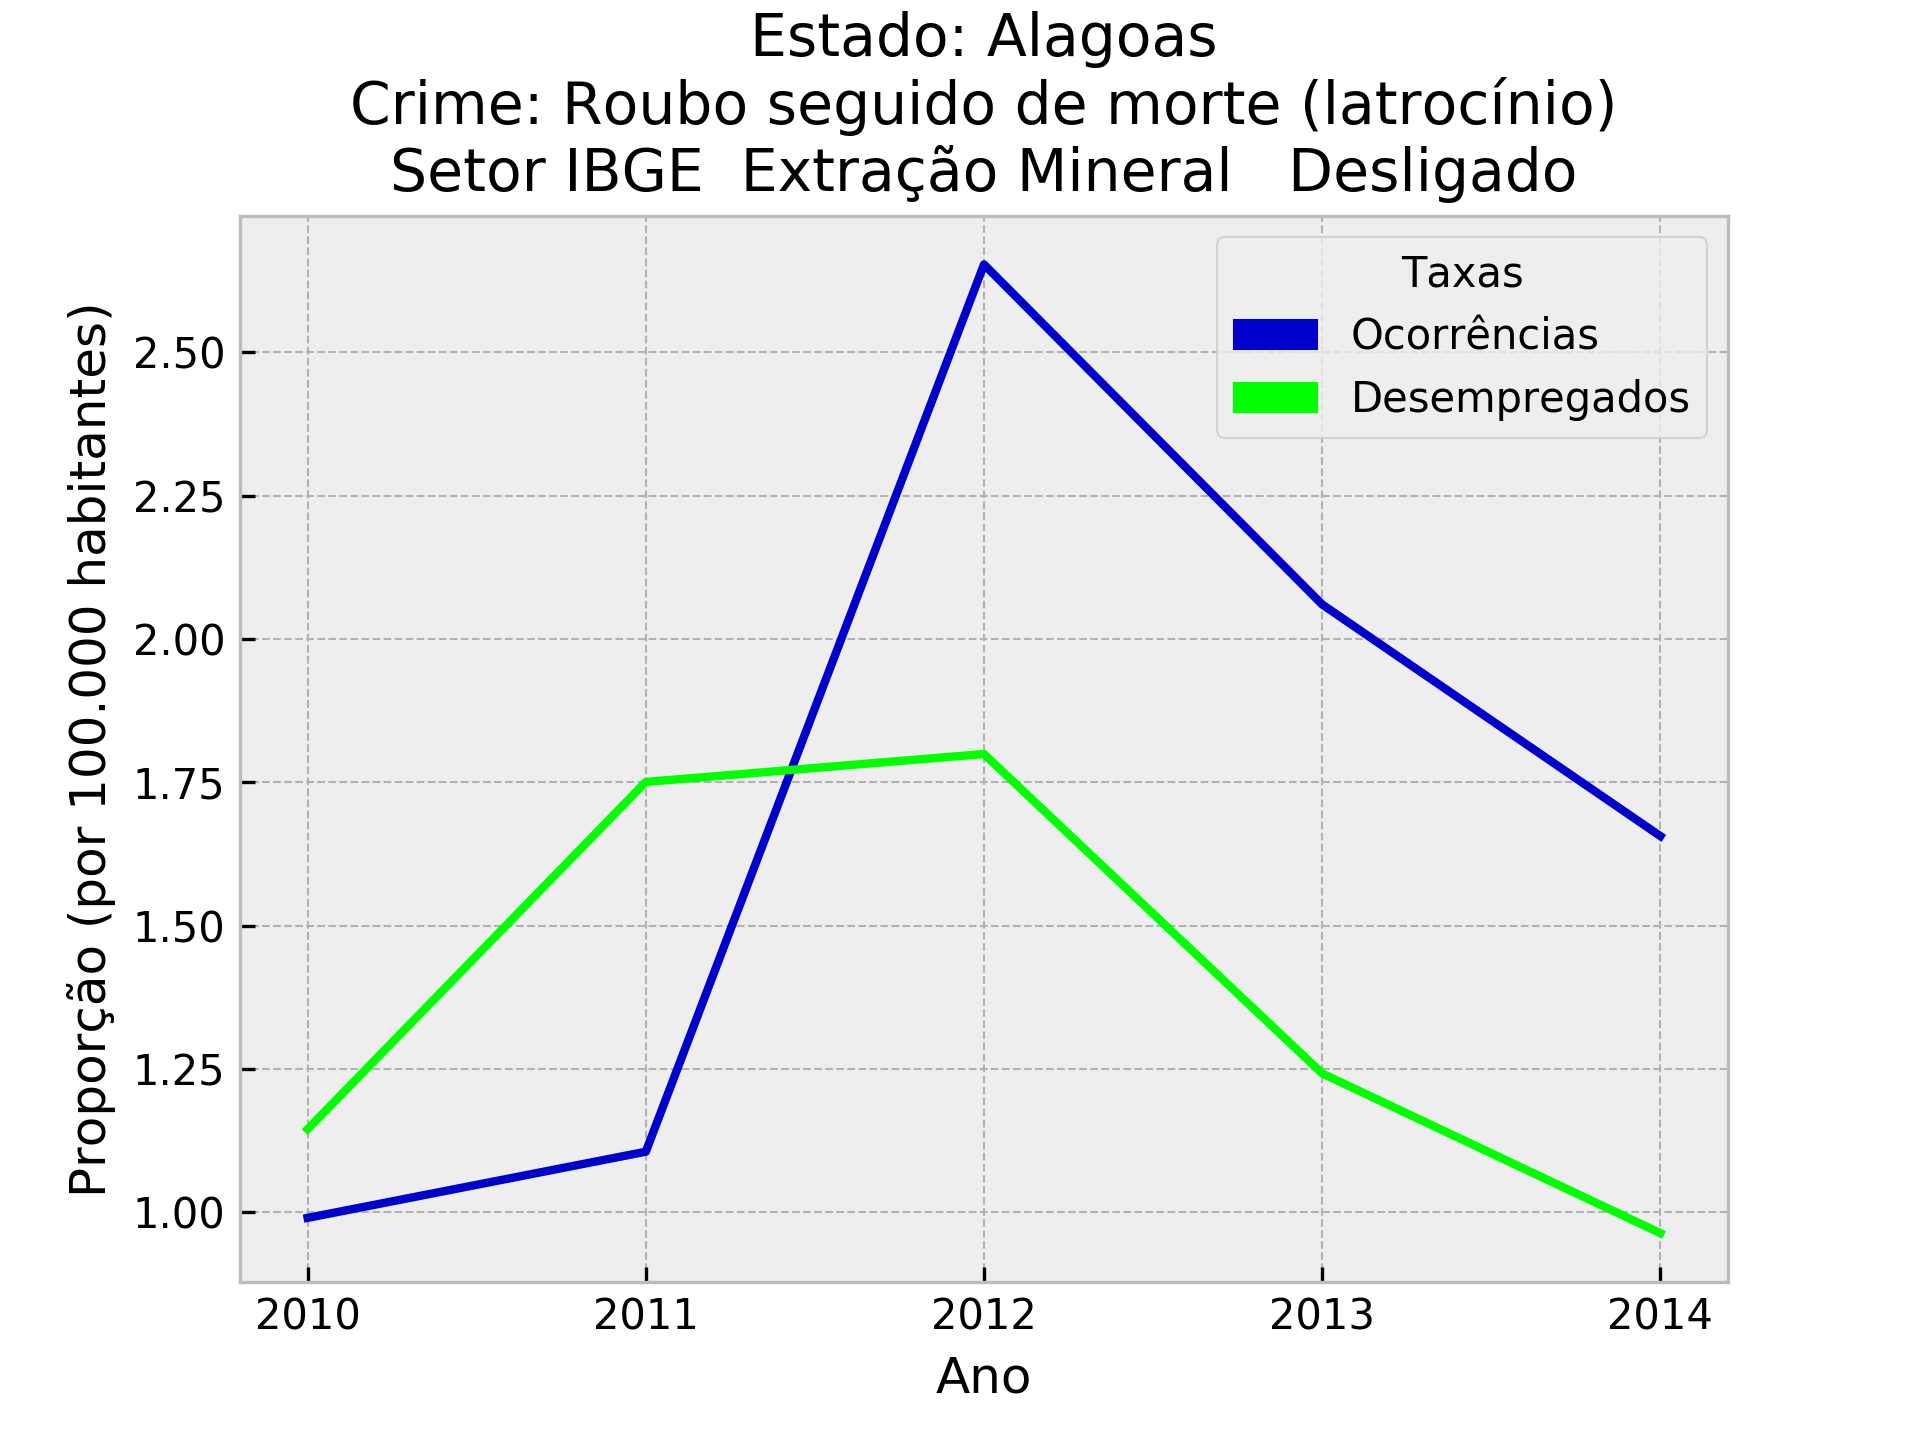 Estado: Alagoas
Crime: Roubo seguido de morte (latrocínio)
Setor IBGE  Extração Mineral   Desligado
Taxas
Ocorrências
Desempregados
Proporção (por 100.000 habitantes)
2.50
2.25
2.00
1.75
1.50
1.25
1.00
2010 2011 2012 2013 2014
Ano